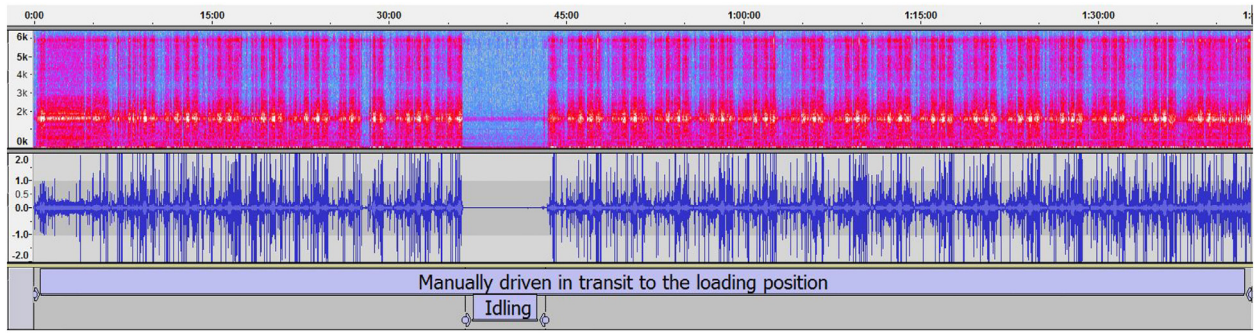 0:00 15:00 30:00 45:00 1:00:00 1:15:00 1:30:00 1:
6k
5k
4k
3k
2k
0k
2.0
1.0
0.5
0.0
-1.0
-2.0
Manually driven in transit to the loading position
Idling